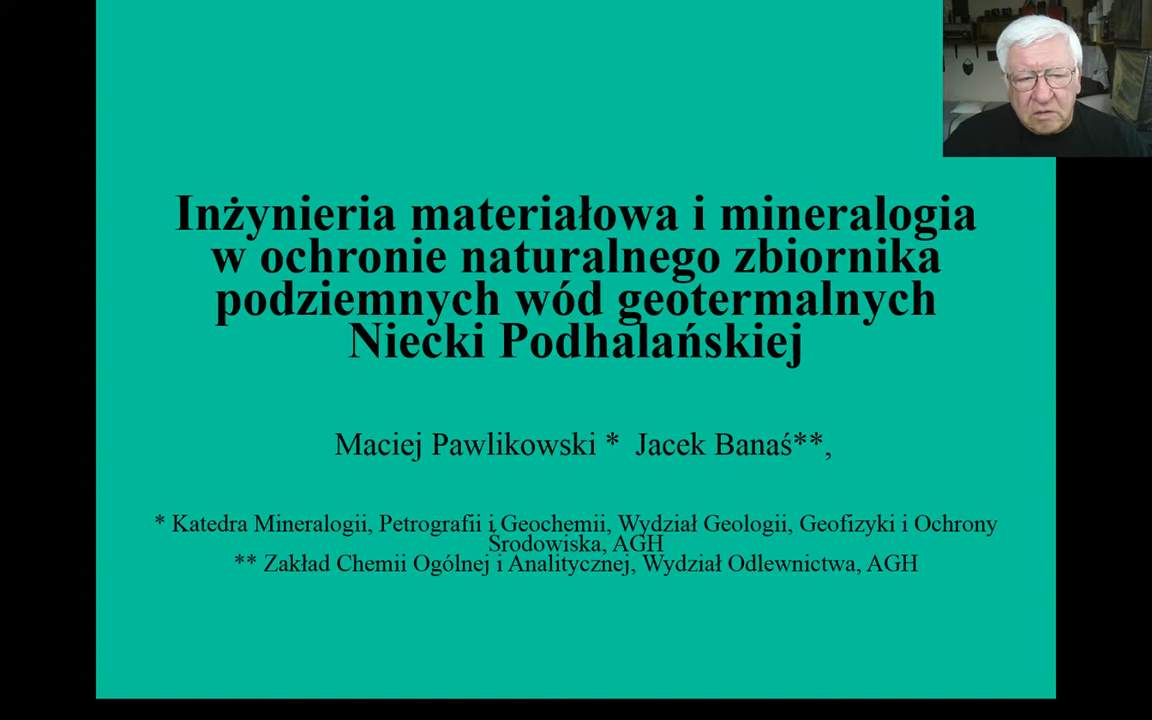 Inżynieria materiałowa i mineralogia
w ochronie naturalnego zbiornika
podziemnych wód geotermalnych
Niecki Podhalańskiej
Maciej Pawlikowski * Jacek Banaś**,
* Katedra Mineralogii, Petrografii i Geochemii, Wydział Geologii, Geofizyki i Ochrony
Środowiska, AGH
** Zakład Chemii Ogólnej i Analitycznej, Wydział Odlewnictwa, AGH